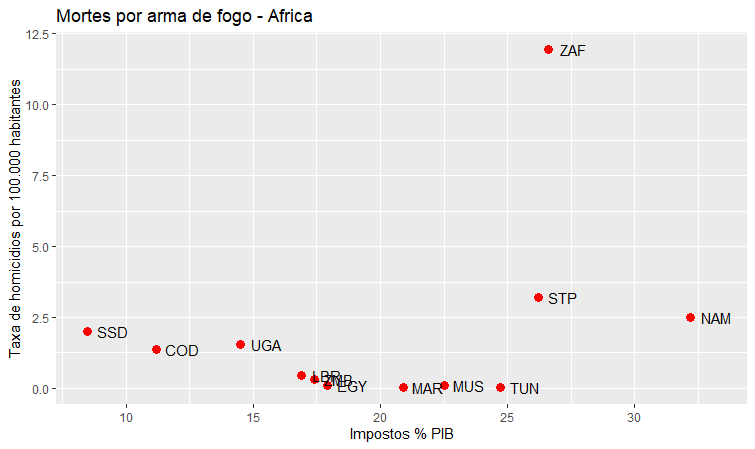 Mortes por arma de fogo - Africa
Taxa de homicidios por 100.000 habitantes
12.5
10.0
7.5
5.0
2.5
0.0
ZAF
STP
NAM
SSD
COD
UGA
LBR
ZMB
EGY
MAR
MUS
TUN
10 15 20 25 30
Impostos % PIB